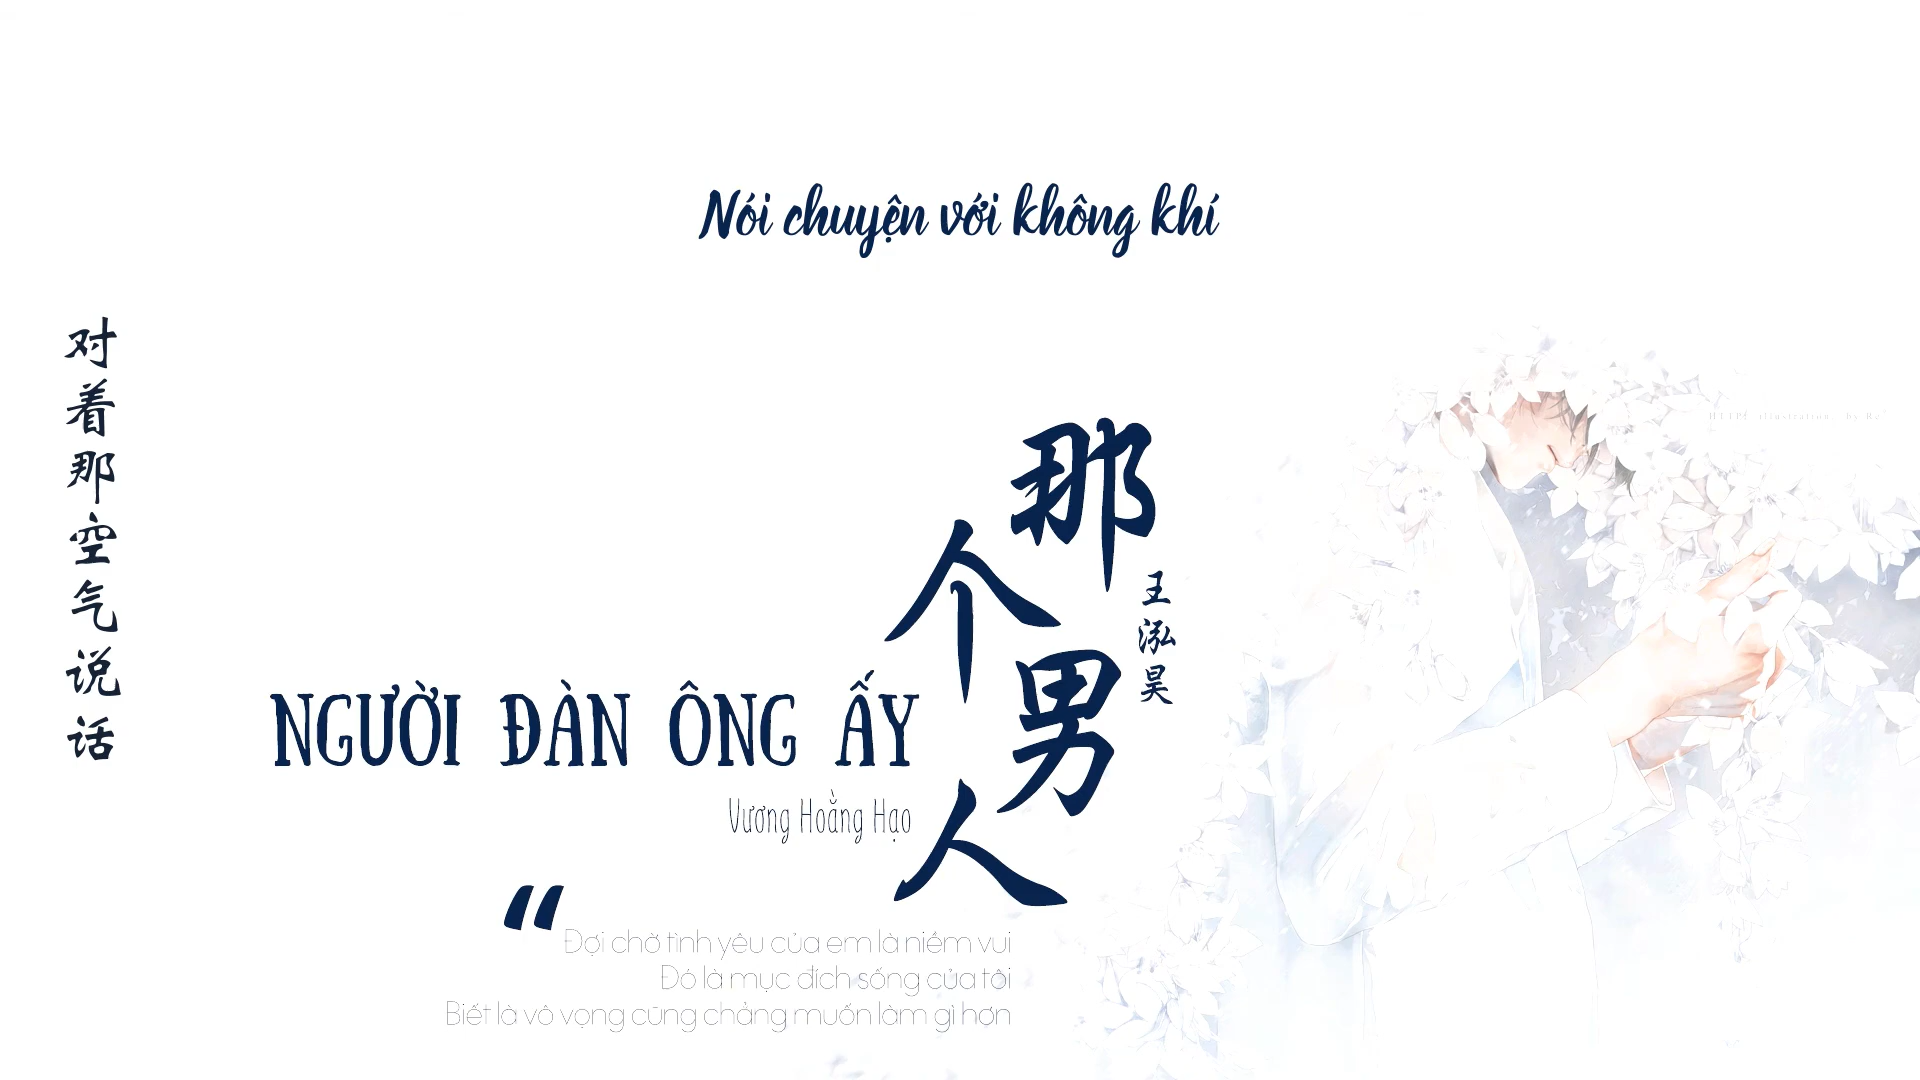 Nói chuyện với không khí
对着那空气说话
那个男人
王泓昊
NGƯỜI ĐÀN ÔNG ẤY
Vương Hoằng Hạo
“
Đợi chờ tình yêu của em là niềm vui
Đó là mục đích sống của tôi
Biết là vô vọng cũng chẳng muốn làm gì hơn